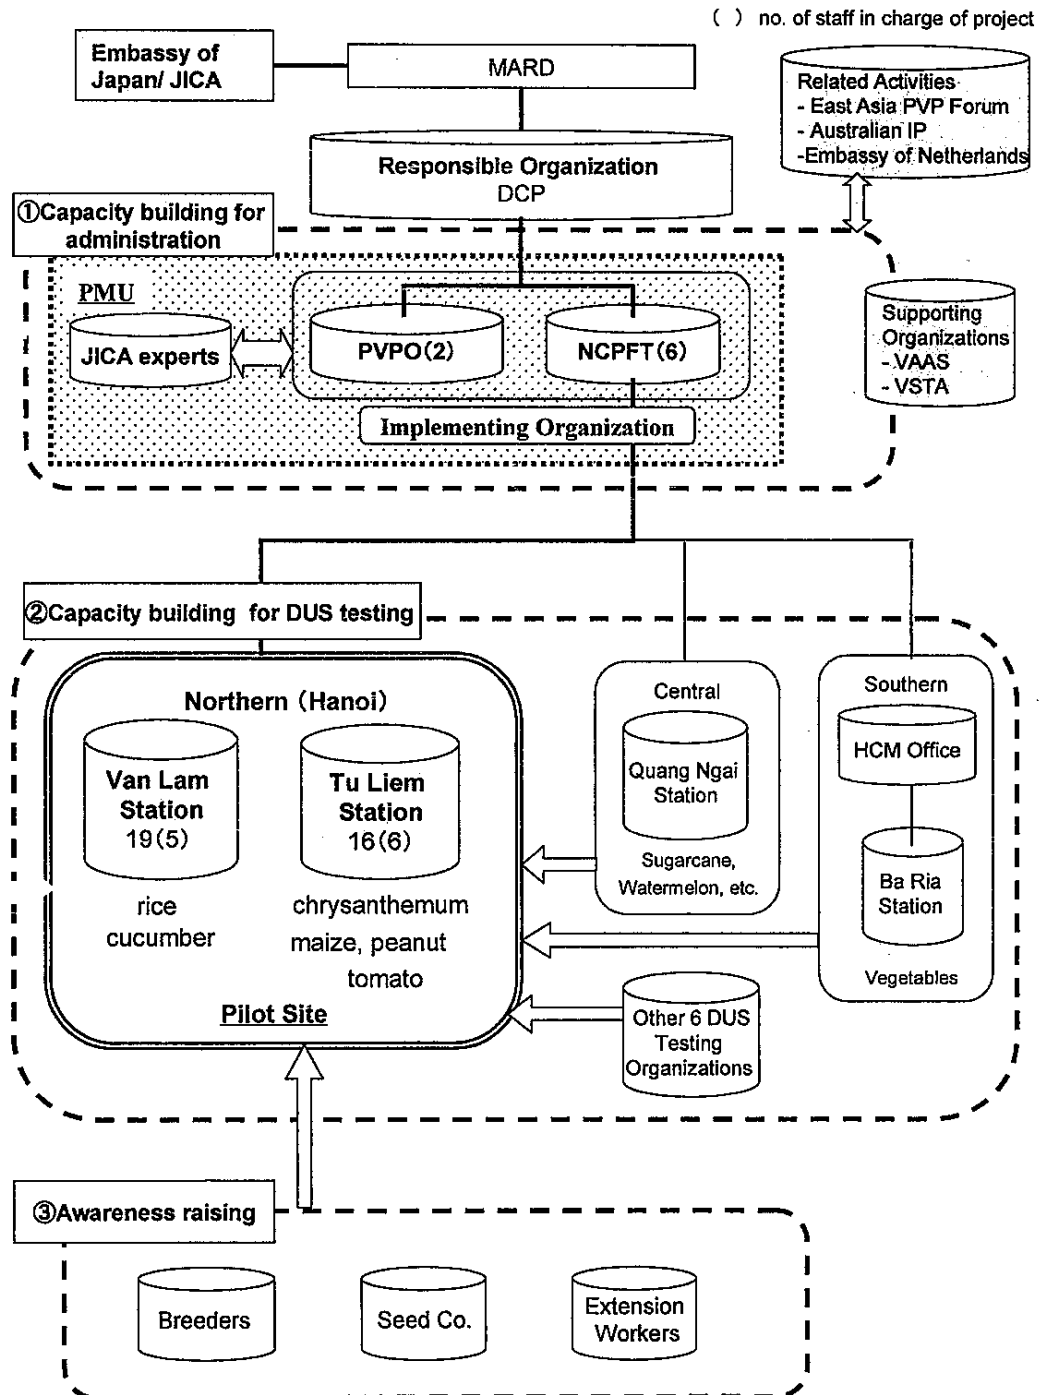 ( ) no. of staff in charge of project
Embassy of
Japan/ JICA
MARD
Related Activities
- East Asia PVP Forum
- Australian IP
-Embassy of Netherlands
Responsible Organization
DCP
①Capacity building for
administration
PMU
JICA experts
PVPO(2)
NCPFT(6)
Implementing Organization
Supporting
Organizations
- VAAS
- VSTA
②Capacity building for DUS testing
Northern (Hanoi)
Van Lam
Station
19(5)
rice
cucumber
Tu Liem
Station
16(6)
chrysanthemum
maize, peanut
tomato
Pilot Site
Central
Quang Ngai
Station
Sugarcane,
Watermelon, etc.
Southern
HCM Office
Ba Ria
Station
Vegetables
Other 6 DUS
Testing
Organizations
③Awareness raising
Breeders
Seed Co.
Extension
Workers